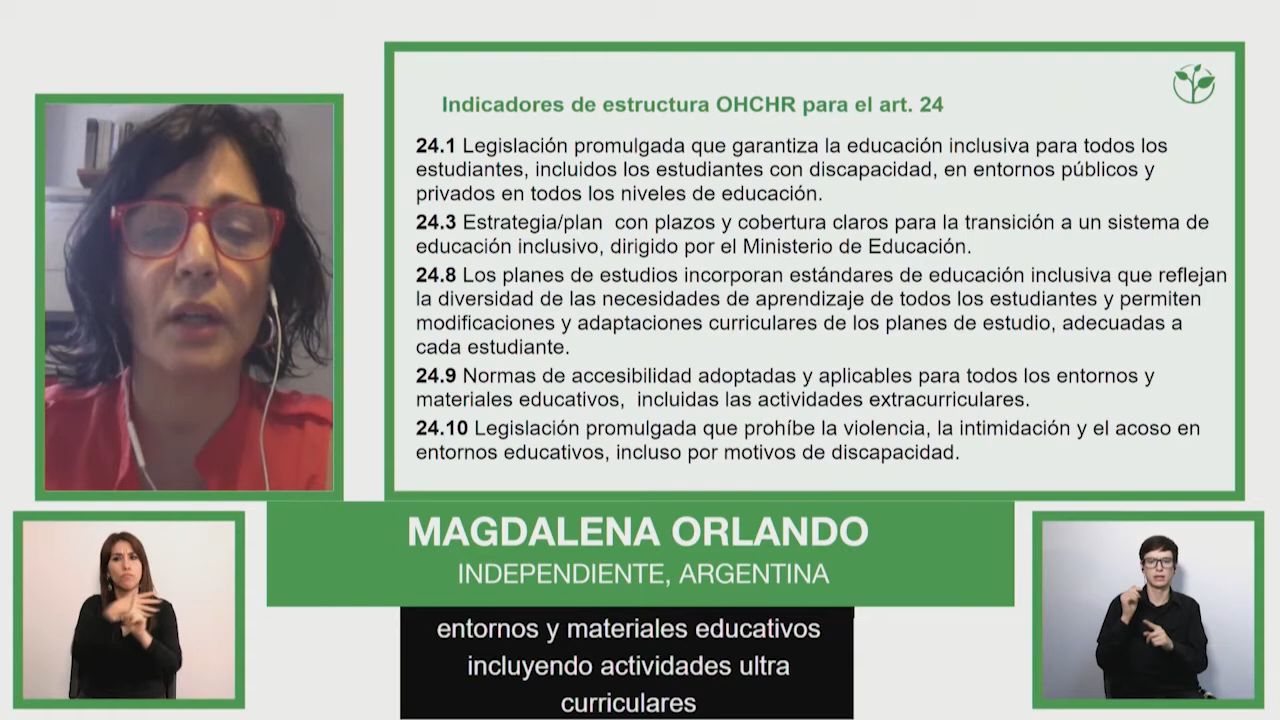 Indicadores de estructura OHCHR para el art. 24
24.1 Legislación promulgada que garantiza la educación inclusiva para todos los
estudiantes, incluidos los estudiantes con discapacidad, en entornos públicos y
privados en todos los niveles de educación.
24.3 Estrategia/plan con plazos y cobertura claros para la transición a un sistema de
educación inclusivo, dirigido por el Ministerio de Educación.
24.8 Los planes de estudios incorporan estándares de educación inclusiva que reflejan
la diversidad de las necesidades de aprendizaje de todos los estudiantes y permiten
modificaciones y adaptaciones curriculares de los planes de estudio, adecuadas a
cada estudiante.
24.9 Normas de accesibilidad adoptadas y aplicables para todos los entornos y
materiales educativos, incluidas las actividades extracurriculares.
24.10 Legislación promulgada que prohíbe la violencia, la intimidación y el acoso en
entornos educativos, incluso por motivos de discapacidad.
MAGDALENA ORLANDO
INDEPENDIENTE, ARGENTINA
entornos y materiales educativos
incluyendo actividades ultra
curriculares